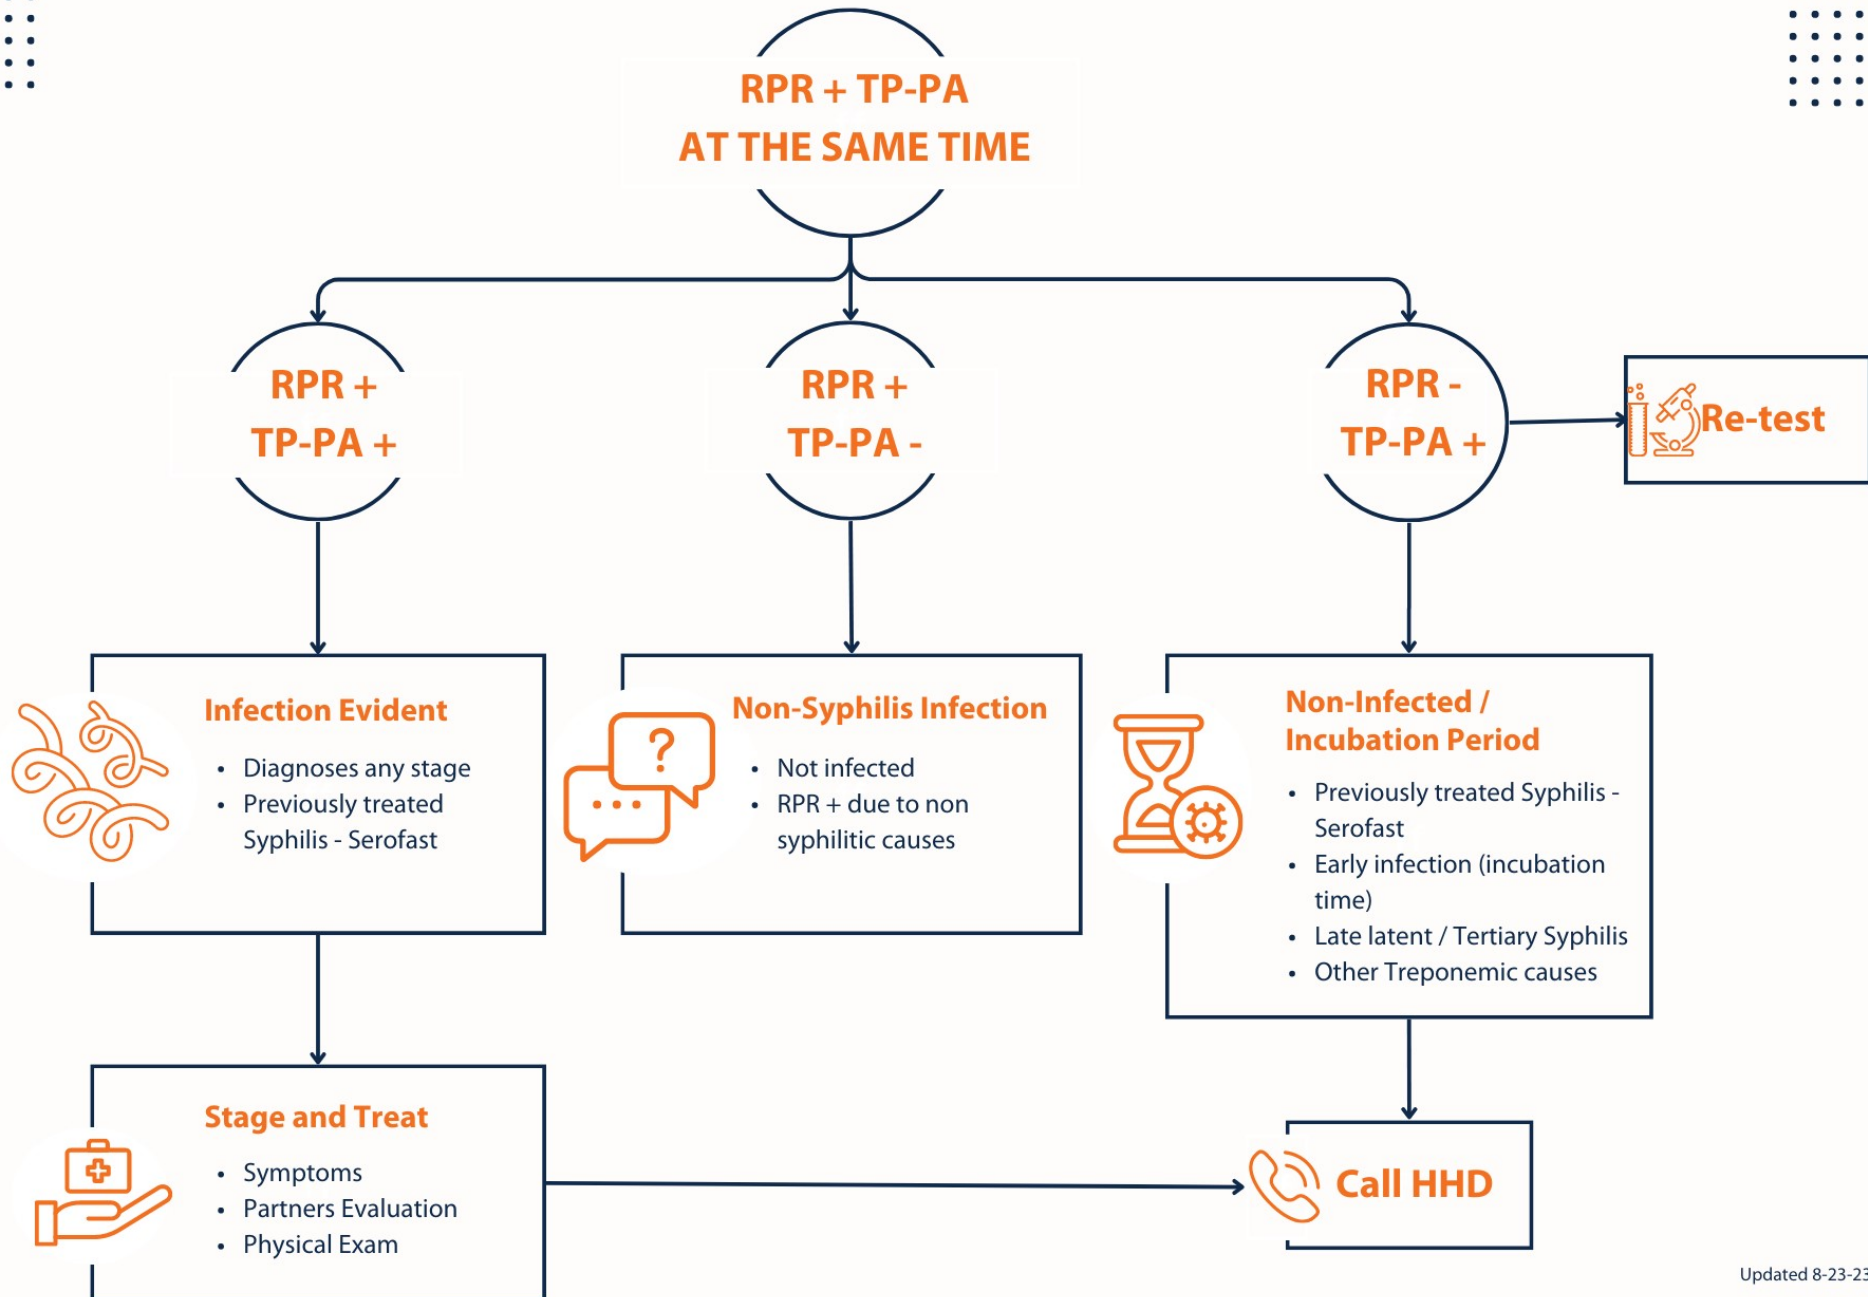 RPR + TP-PA
AT THE SAME TIME
RPR +
TP-PA +
RPR +
TP-PA -
RPR -
TP-PA +
Re-test
Infection Evident
• Diagnoses any stage
• Previously treated
Syphilis - Serofast
?
Non-Syphilis Infection
• Not infected
• RPR + due to non
syphilitic causes
Non-Infected /
Incubation Period
• Previously treated Syphilis -
Serofast
• Early infection (incubation
time)
• Late latent / Tertiary Syphilis
• Other Treponemic causes
Stage and Treat
• Symptoms
• Partners Evaluation
• Physical Exam
Call HHD
Updated 8-23-23